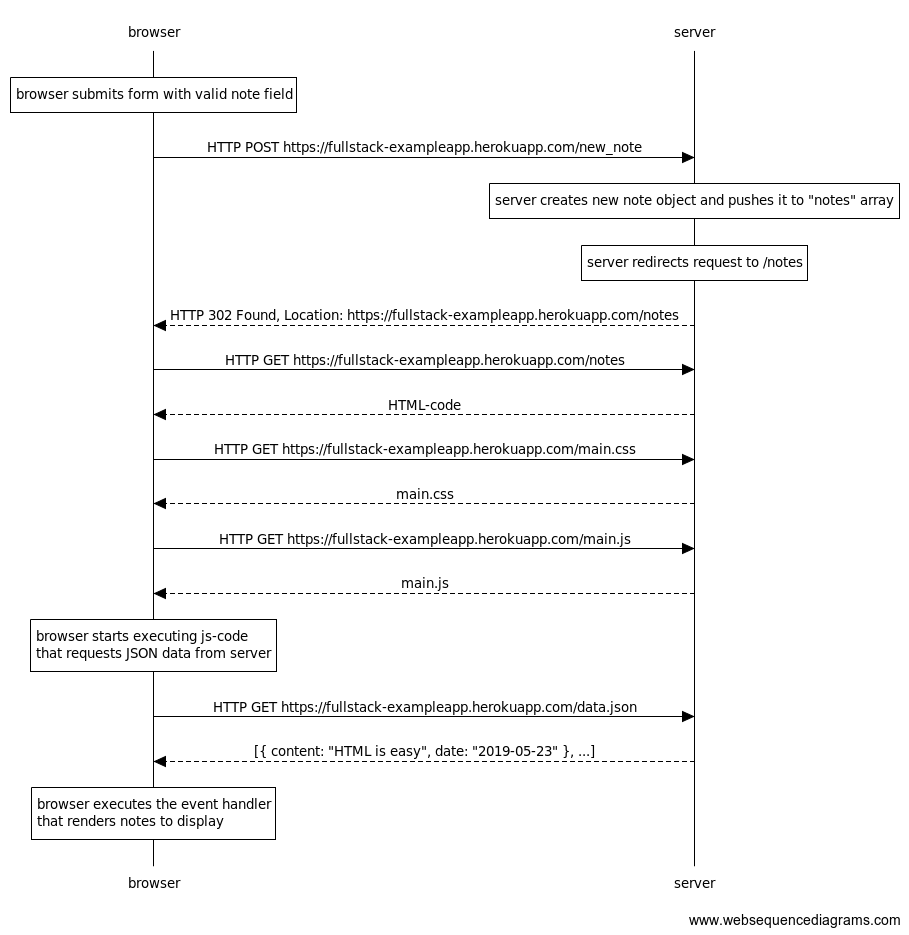 browser
server
browser submits form with valid note field
HTTP POST https://fullstack-exampleapp.herokuapp.com/new_note
server creates new note object and pushes it to "notes" array
server redirects request to /notes
HTTP 302 Found, Location: https://fullstack-exampleapp.herokuapp.com/notes
HTTP GET https://fullstack-exampleapp.herokuapp.com/notes
HTML-code
HTTP GET https://fullstack-exampleapp.herokuapp.com/main.css
main.css
HTTP GET https://fullstack-exampleapp.herokuapp.com/main.js
main.js
browser starts executing js-code
that requests JSON data from server
HTTP GET https://fullstack-exampleapp.herokuapp.com/data.json
[{ content: "HTML is easy", date: "2019-05-23" }, ...]
browser executes the event handler
that renders notes to display
browser
server
www.websequencediagrams.com